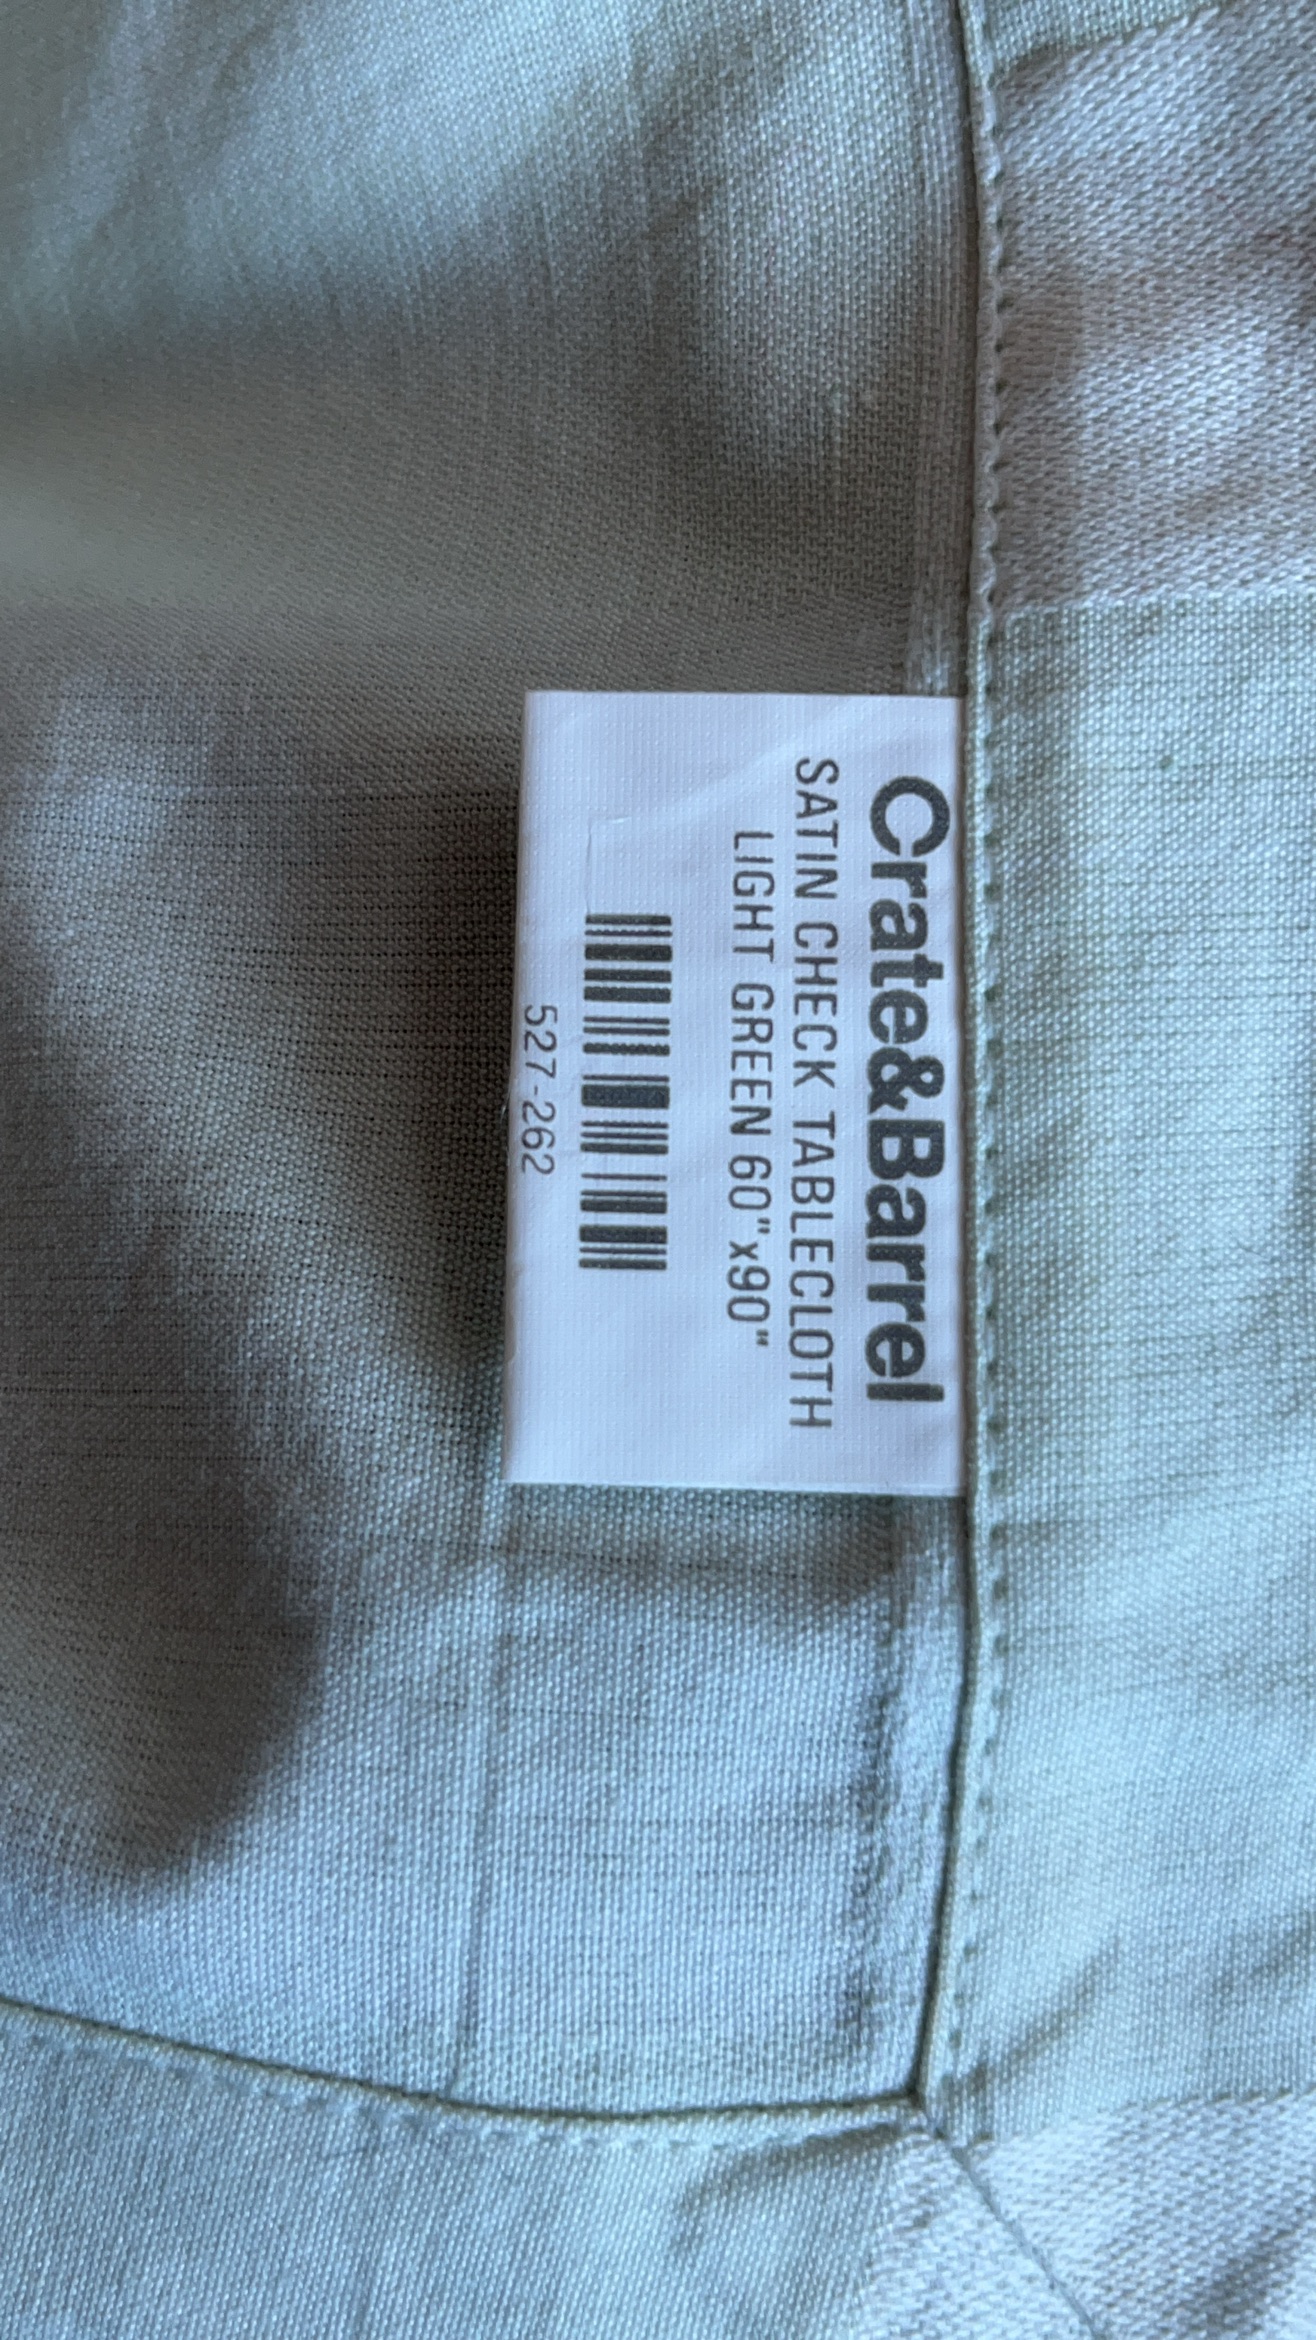 Crate&Barrel
SATIN CHECK TABLECLOTH
LIGHT GREEN 60"x90"
527-262